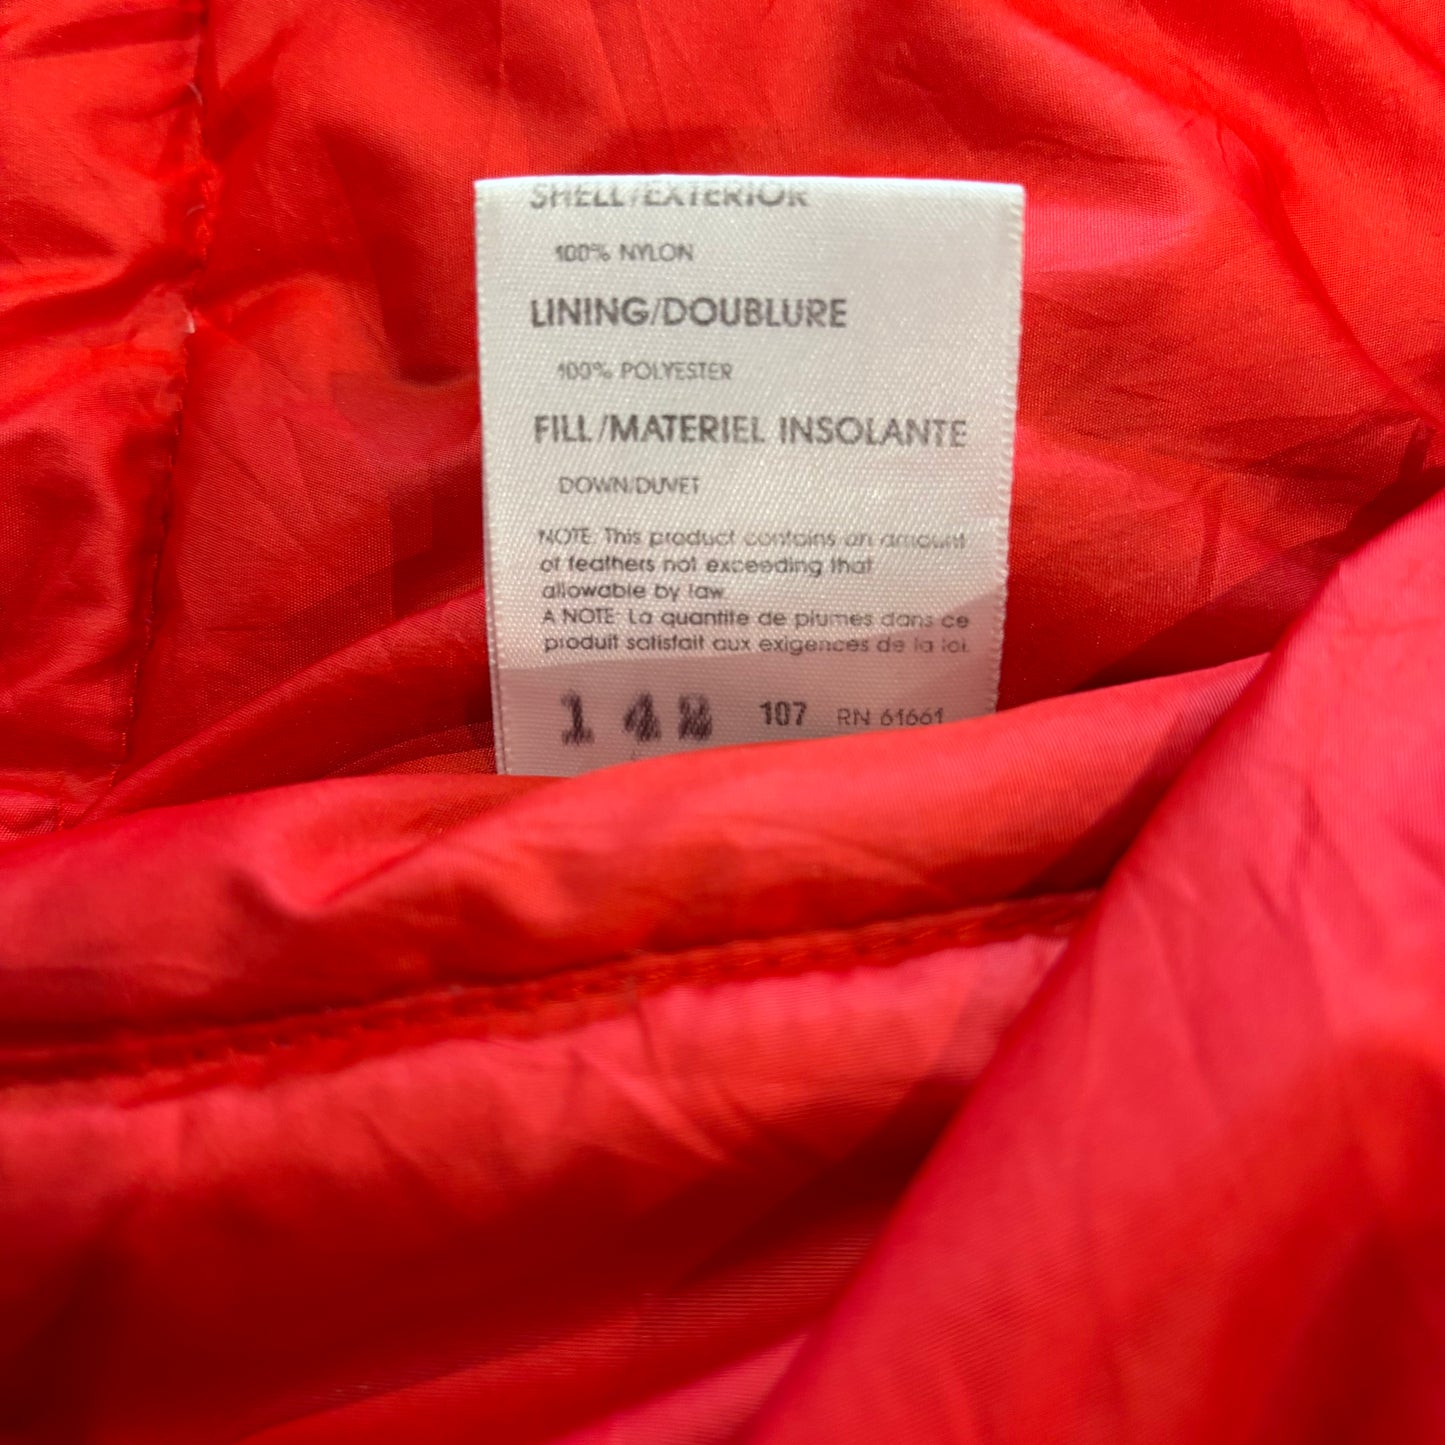 SHELL/EXTERIOR
100% NYLON
LINING/DOUBLURE
100% POLYESTER
FILL/MATERIEL INSOLANTE
DOWN/DUVET
NOTE: This product contains an amount
of feathers not exceeding that
allowable by law
A NOTE: La quantite de plumes dans ce
produit satisfait aux exigences de la loi.
14 107 RN 61661